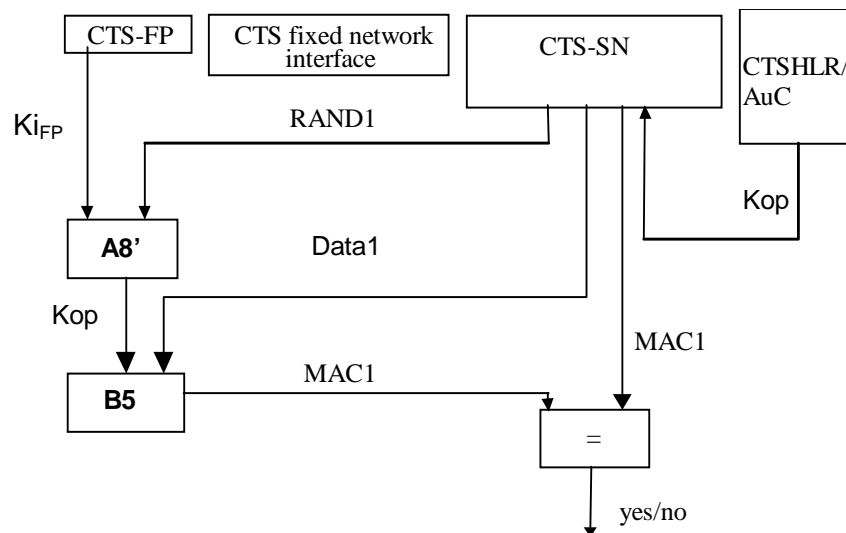 CTS-FP
CTS fixed network
interface
CTS-SN
CTSHLR/
AuC
KiFP
RAND1
Kop
A8’
Data1
Kop
MAC1
MAC1
B5
=
yes/no